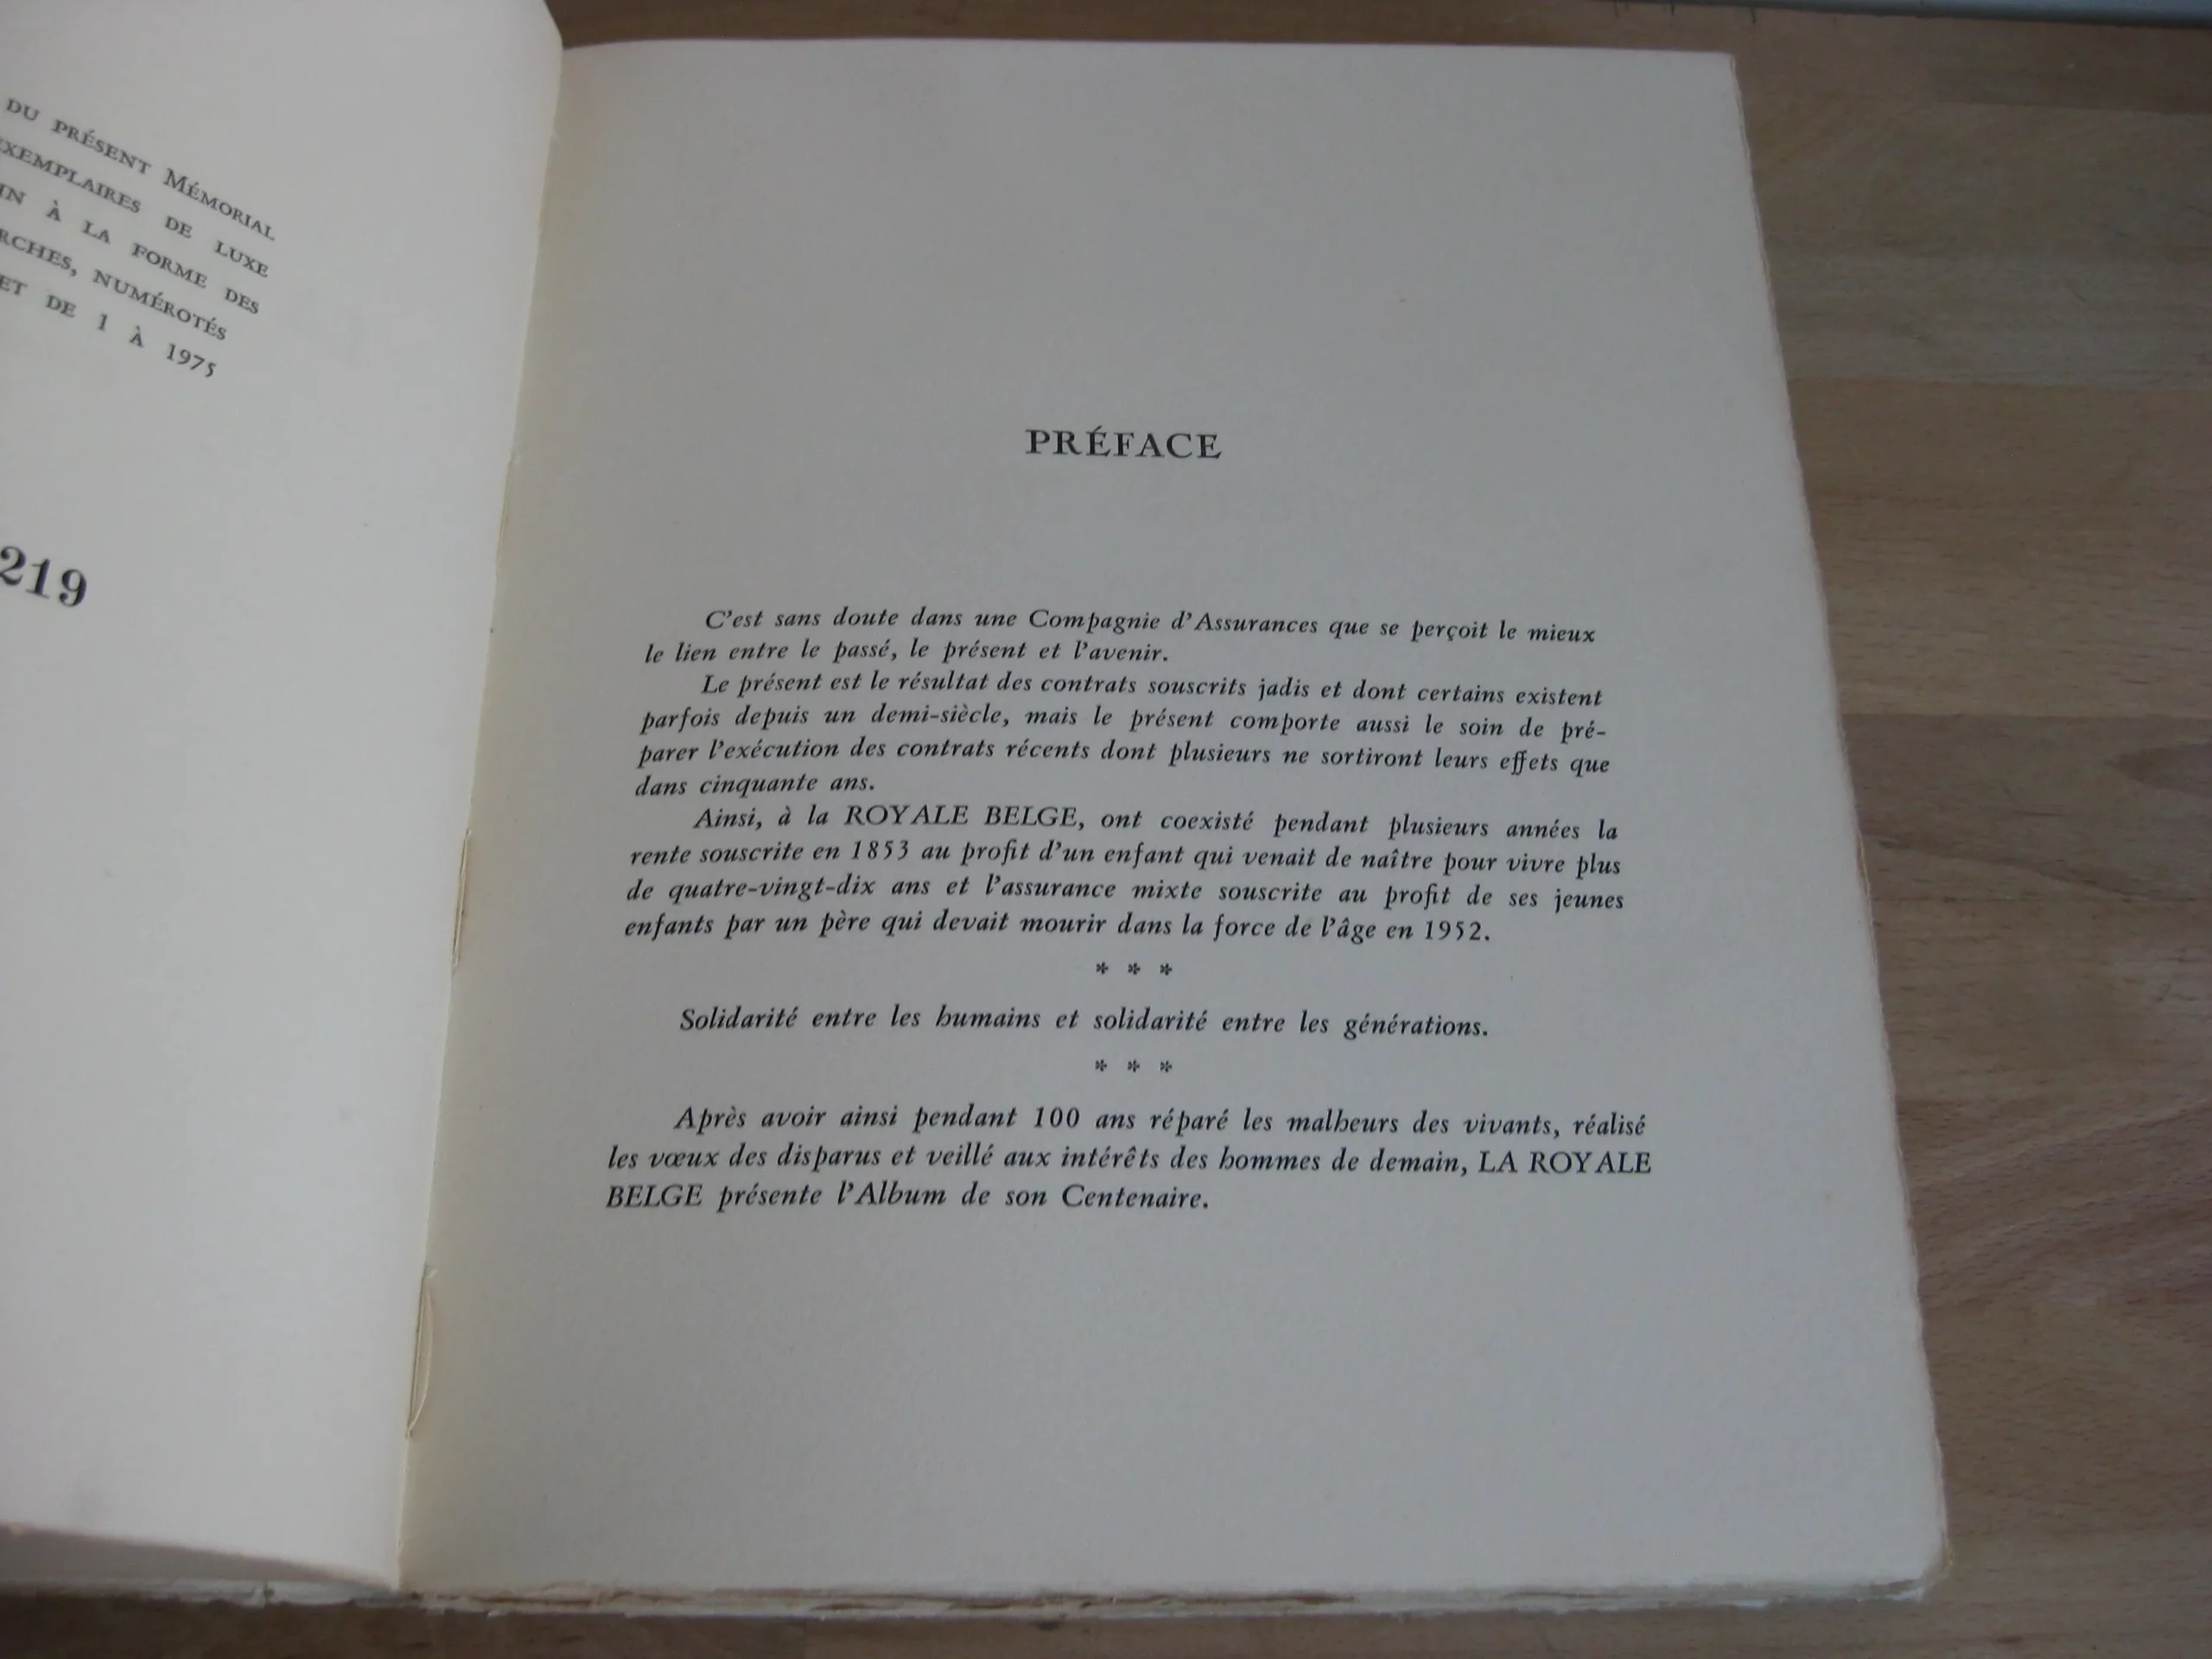 DU PRÉSENT MÉMORIAL
EXEMPLAIRES DE LUXE
À LA FORME DES
NUMÉROTÉS
ET DE 1 À 1975
219
PRÉFACE
C'est sans doute dans une Compagnie d'Assurances que se perçoit le mieux
le lien entre le passé, le présent et l'avenir.
Le présent est le résultat des contrats souscrits jadis et dont certains existent
parfois depuis un demi-siècle, mais le présent comporte aussi le soin de pré-
parer l'exécution des contrats récents dont plusieurs ne sortiront leurs effets que
dans cinquante ans.
Ainsi, à la ROYALE BELGE, ont coexisté pendant plusieurs années la
rente souscrite en 1853 au profit d'un enfant qui venait de naître pour vivre plus
de quatre-vingt-dix ans et l'assurance mixte souscrite au profit de ses jeunes
enfants par un père qui devait mourir dans la force de l'âge en 1952.
* * *
Solidarité entre les humains et solidarité entre les générations.
* * *
Après avoir ainsi pendant 100 ans réparé les malheurs des vivants, réalisé
les vœux des disparus et veillé aux intérêts des hommes de demain, LA ROYALE
BELGE présente l'Album de son Centenaire.